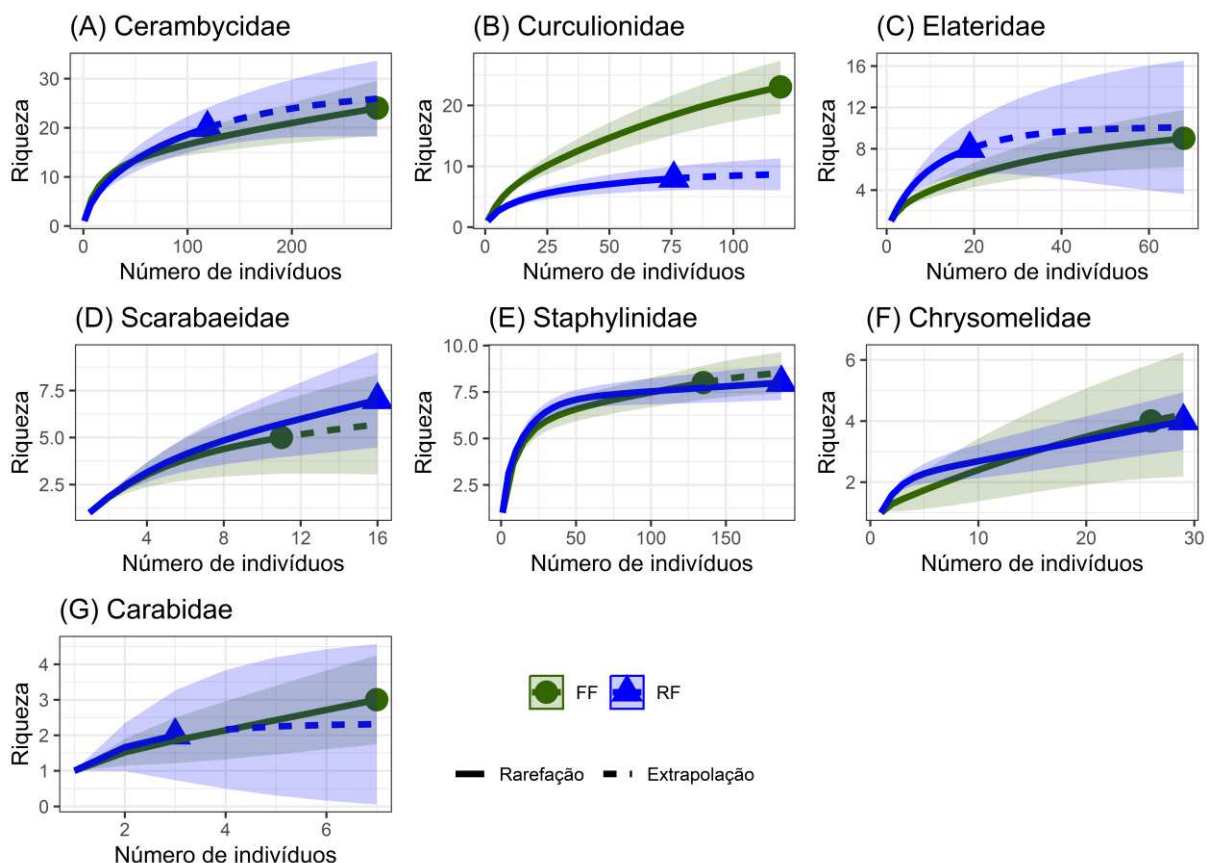 (A) Cerambycidae
Riqueza
30
20
10
0
0
100
200
Número de indivíduos
(B) Curculionidae
Riqueza
20
10
0
0
25
50
75
100
Número de indivíduos
(C) Elateridae
Riqueza
16
12
8
4
0
20
40
60
Número de indivíduos
(D) Scarabaeidae
Riqueza
7.5
5.0
2.5
4
8
12
16
Número de indivíduos
(E) Staphylinidae
Riqueza
10.0
7.5
5.0
2.5
0
50
100
150
Número de indivíduos
(F) Chrysomelidae
Riqueza
6
4
2
0
10
20
30
Número de indivíduos
(G) Carabidae
Riqueza
4
3
2
1
0
2
4
6
Número de indivíduos
FF
RF
Rarefação
Extrapolação